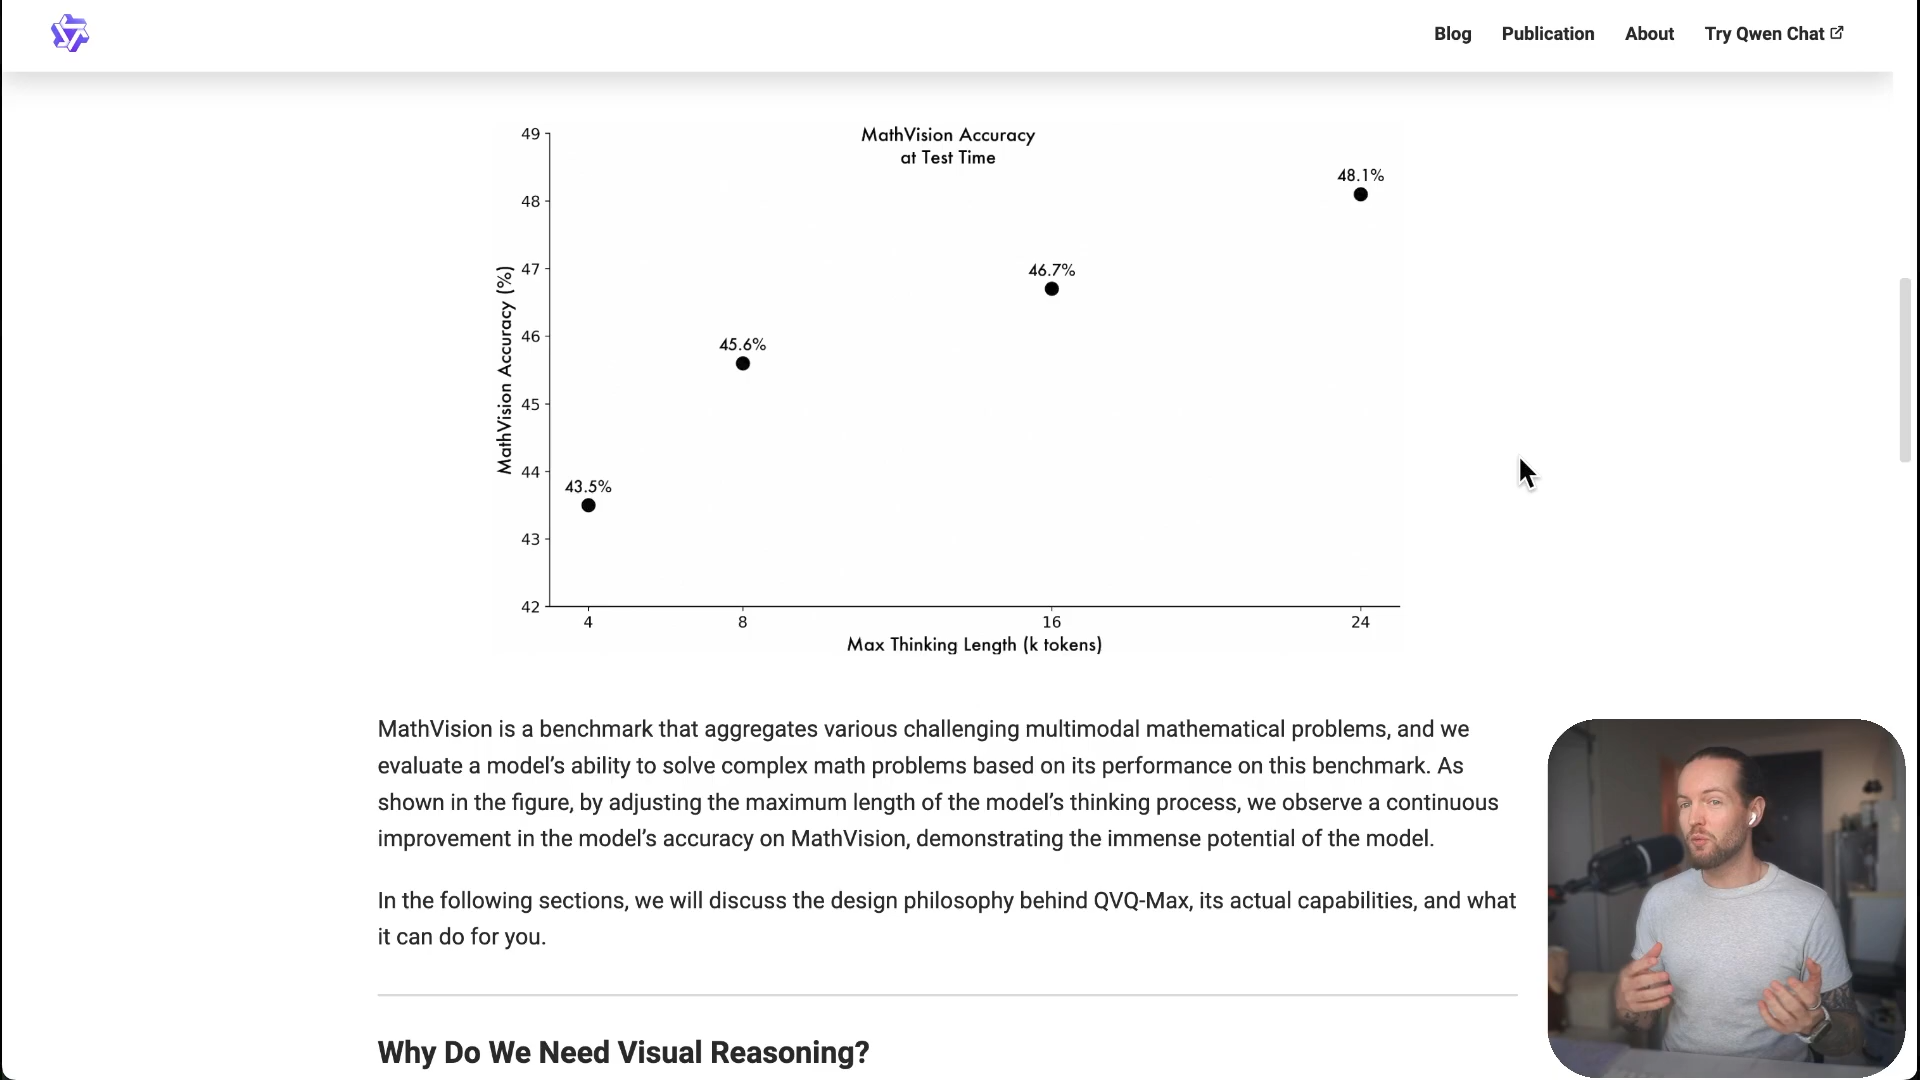 Blog Publication About Try Qwen Chat
MathVision Accuracy
at Test Time
49
48
47
46
45
44
43
42
MathVision Accuracy (%)
43.5%
45.6%
46.7%
48.1%
4 8 16 24
Max Thinking Length (k tokens)
MathVision is a benchmark that aggregates various challenging multimodal mathematical problems, and we
evaluate a model’s ability to solve complex math problems based on its performance on this benchmark. As
shown in the figure, by adjusting the maximum length of the model’s thinking process, we observe a continuous
improvement in the model’s accuracy on MathVision, demonstrating the immense potential of the model.
In the following sections, we will discuss the design philosophy behind QVQ-Max, its actual capabilities, and what
it can do for you.
Why Do We Need Visual Reasoning?